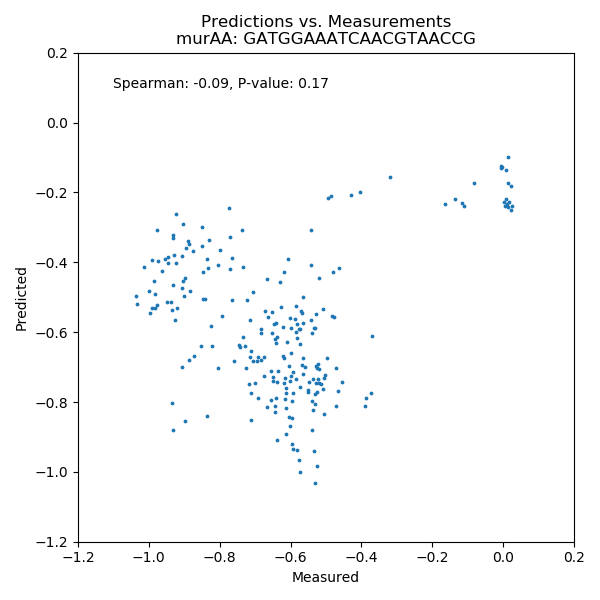 Predictions vs. Measurements
murAA: GATGGAAATCAACGTAACCG
Spearman: -0.09, P-value: 0.17
0.2
0.0
−0.2
−0.4
−0.6
−0.8
−1.0
−1.2
Predicted
−1.2 −1.0 −0.8 −0.6 −0.4 −0.2 0.0 0.2
Measured